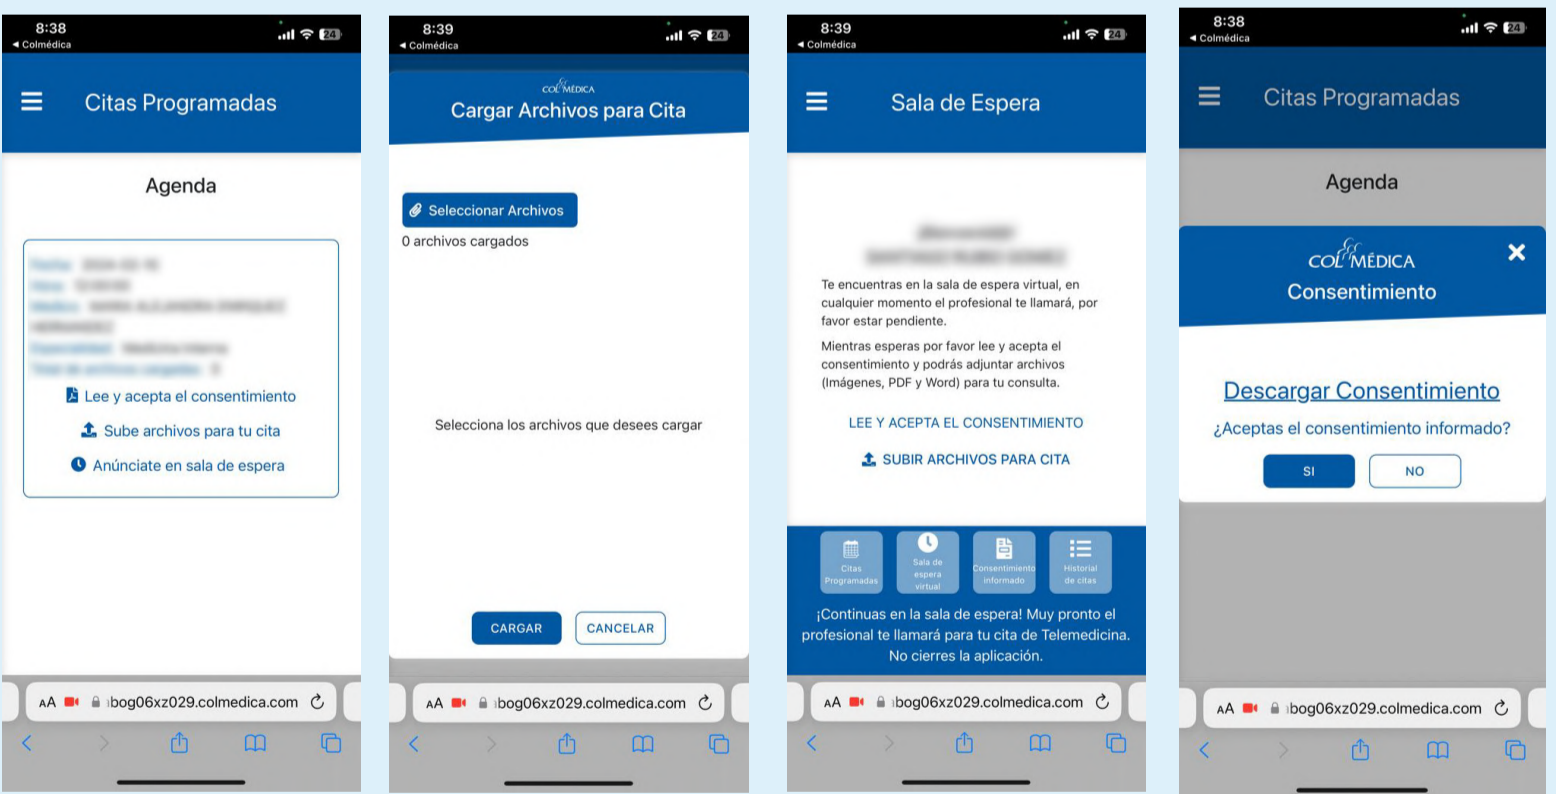 8:38
24
◄ Colmédica
Citas Programadas
Agenda
Lee y acepta el consentimiento
Sube archivos para tu cita
Anúnciate en sala de espera
AA
bog06xz029.colmedica.com
8:39
24
◄ Colmédica
COLMÉDICA
Cargar Archivos para Cita
Seleccionar Archivos
0 archivos cargados
Selecciona los archivos que desees cargar
CARGAR
CANCELAR
AA
bog06xz029.colmedica.com
8:39
24
◄ Colmédica
Sala de Espera
Te encuentras en la sala de espera virtual, en
cualquier momento el profesional te llamará, por
favor estar pendiente.
Mientras esperas por favor lee y acepta el
consentimiento y podrás adjuntar archivos
(Imágenes, PDF y Word) para tu consulta.
LEE Y ACEPTA EL CONSENTIMIENTO
SUBIR ARCHIVOS PARA CITA
Citas
Programadas
Sala de
espera
virtual
Consentimiento
informado
Historial
de citas
¡Continuas en la sala de espera! Muy pronto el
profesional te llamará para tu cita de Telemedicina.
No cierres la aplicación.
AA
bog06xz029.colmedica.com
8:38
24
◄ Colmédica
Citas Programadas
Agenda
COLMÉDICA
Consentimiento
Descargar Consentimiento
¿Aceptas el consentimiento informado?
SI
NO
AA
bog06xz029.colmedica.com